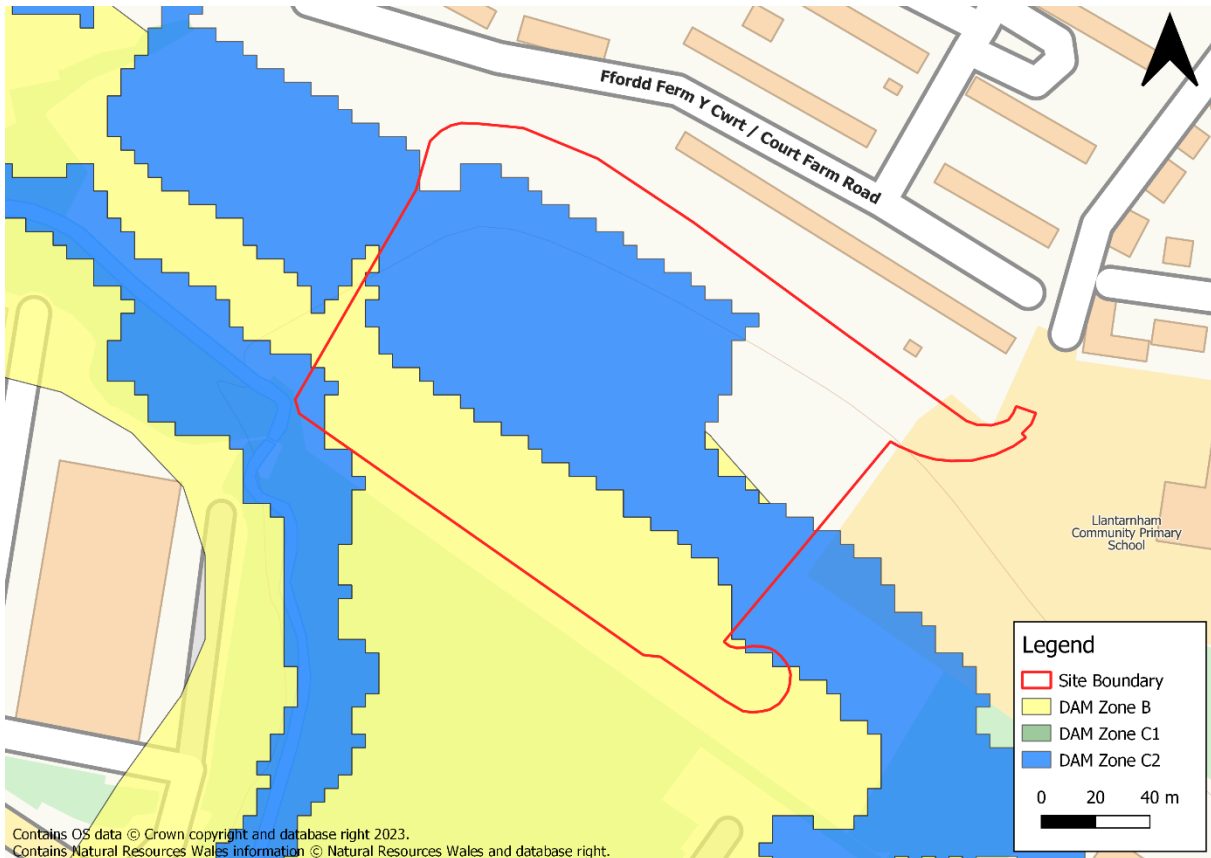 Ffordd Ferm Y Cwrt / Court Farm Road
Llantarnham
Community Primary
School
Legend
Site Boundary
DAM Zone B
DAM Zone C1
DAM Zone C2
0 20 40 m
Contains OS data © Crown copyright and database right 2023.
Contains Natural Resources Wales information © Natural Resources Wales and database right.